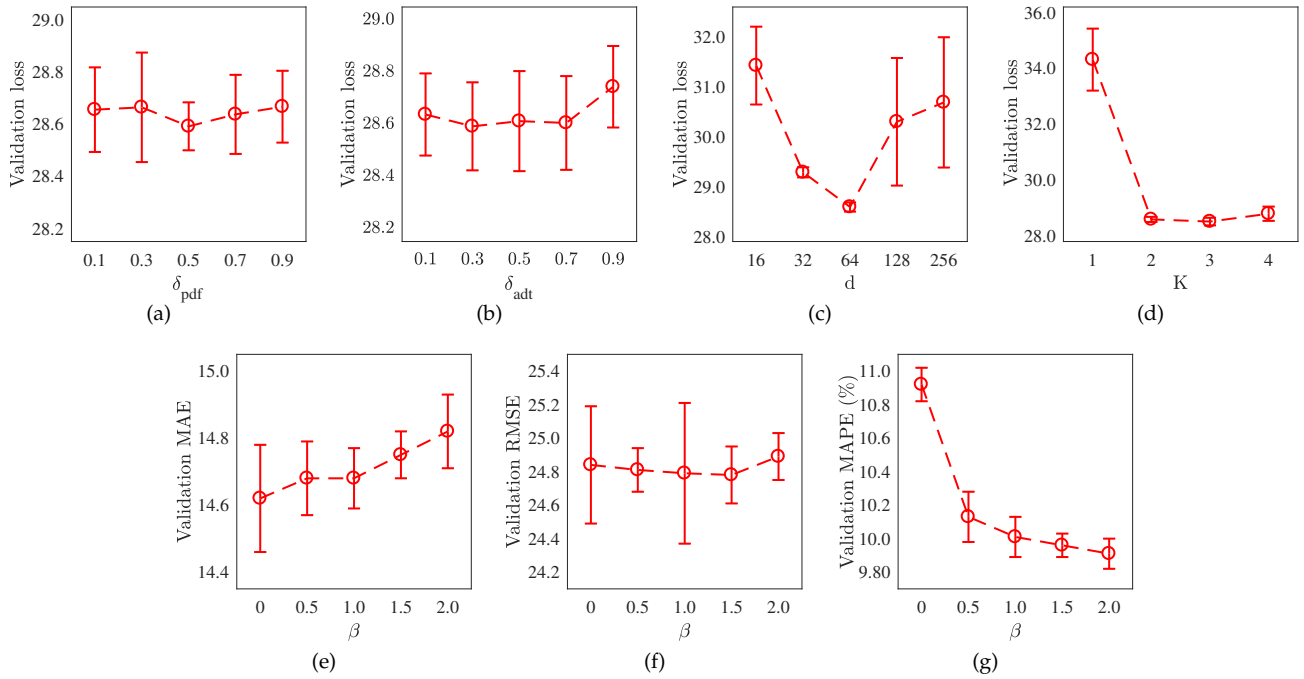 Validation loss
29.0
28.8
28.6
28.4
28.2
0.1 0.3 0.5 0.7 0.9
δpdf
(a)
Validation loss
29.0
28.8
28.6
28.4
28.2
0.1 0.3 0.5 0.7 0.9
δadt
(b)
Validation loss
32.0
31.0
30.0
29.0
28.0
16 32 64 128 256
d
(c)
Validation loss
36.0
34.0
32.0
30.0
28.0
1 2 3 4
K
(d)
Validation MAE
15.0
14.8
14.6
14.4
0 0.5 1.0 1.5 2.0
β
(e)
Validation RMSE
25.4
25.2
25.0
24.8
24.6
24.4
24.2
0 0.5 1.0 1.5 2.0
β
(f)
Validation MAPE (%)
11.0
10.8
10.6
10.4
10.2
10.0
9.80
0 0.5 1.0 1.5 2.0
β
(g)